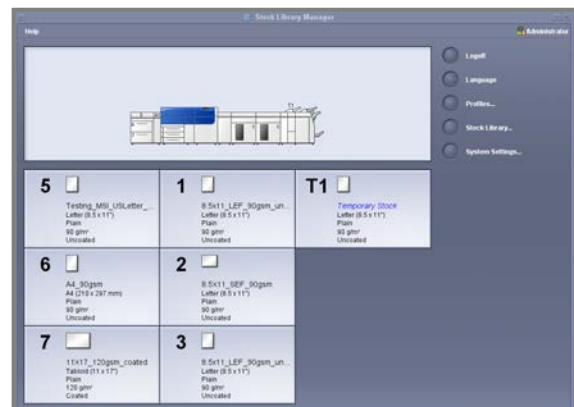 Stock Library Manager
Help
Administrator
Logoff
Language
Profiles...
Stock Library...
System Settings...
5
Testing_MSI_USLetter_...
Letter (8.5 x 11")
Plain
90 g/m²
Uncoated
1
8.5x11_LEF_90gsm_un...
Letter (8.5 x 11")
Plain
90 g/m²
Uncoated
T1
Temporary Stock
Letter (8.5 x 11")
Plain
90 g/m²
Uncoated
6
A4_90gsm
A4 (210 x 297 mm)
Plain
90 g/m²
Uncoated
2
8.5x11_SEF_90gsm
Letter (8.5 x 11")
Plain
90 g/m²
Uncoated
7
11X17_120gsm_coated
Tabloid (11 x 17")
Plain
120 g/m²
Coated
3
8.5x11_LEF_90gsm_un...
Letter (8.5 x 11")
Plain
90 g/m²
Uncoated